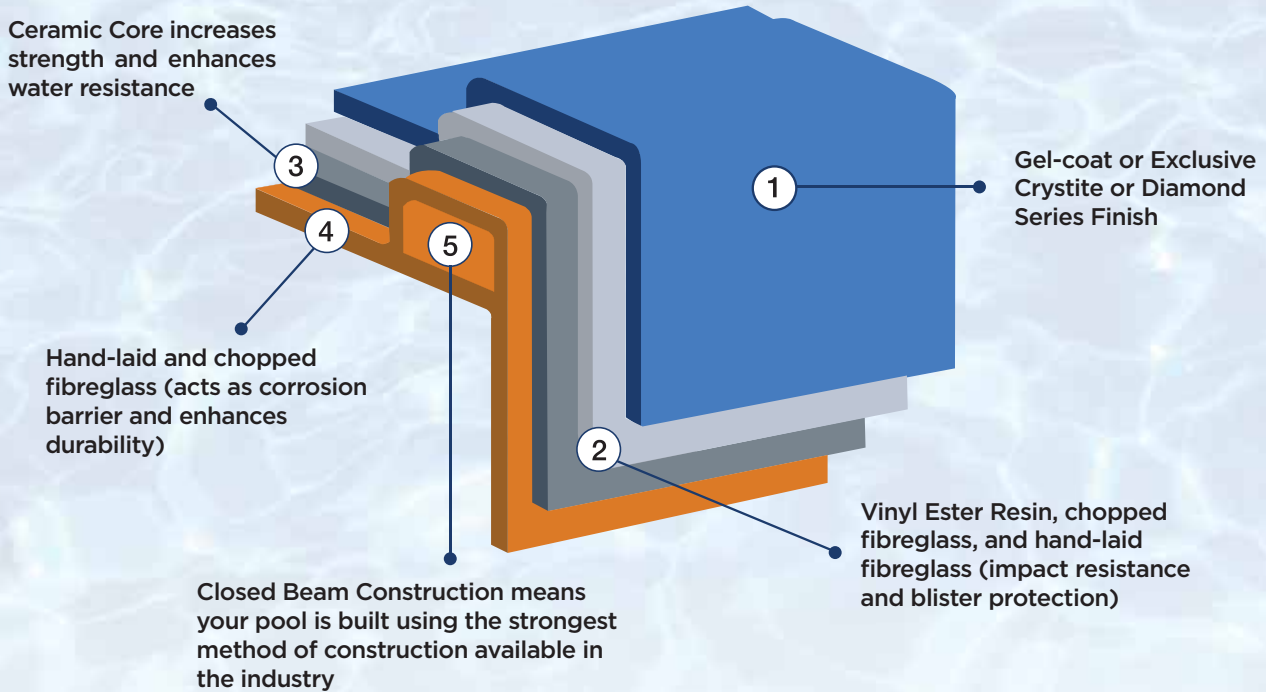 Ceramic Core increases
strength and enhances
water resistance
3
4
5
1
2
Gel-coat or Exclusive
Crystite or Diamond
Series Finish
Hand-laid and chopped
fibreglass (acts as corrosion
barrier and enhances
durability)
Vinyl Ester Resin, chopped
fibreglass, and hand-laid
fibreglass (impact resistance
and blister protection)
Closed Beam Construction means
your pool is built using the strongest
method of construction available in
the industry